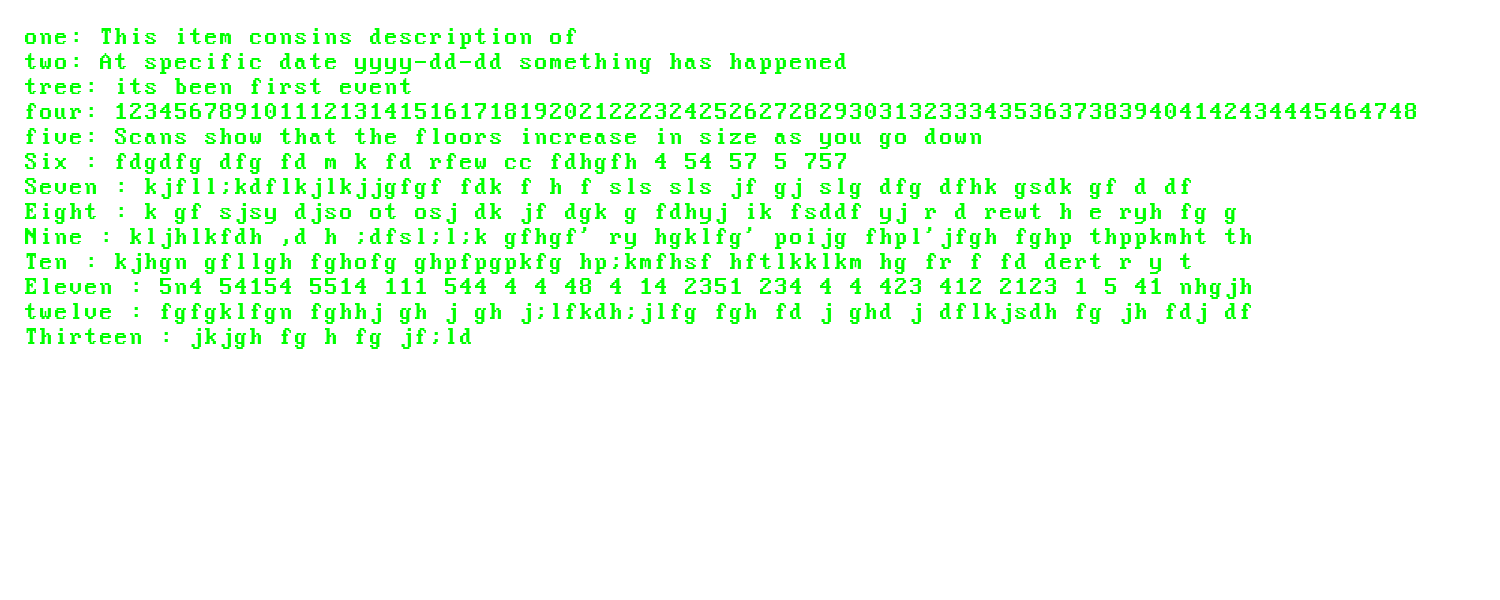 one: This item consins description of
two: At specific date yyyy-dd-dd something has happened
tree: its been first event
four: 123456789101112131415161718192021222324252627282930313233343536373839404142434445464748
five: Scans show that the floors increase in size as you go down
Six : fdgdfg dfg fd m k fd rfew cc fdhgfh 4 54 57 5 757
Seven : kjfll;kdflkjlkjjgfgf fdk f h f sls sls jf gj slg dfg dfhk gsdk gf d df
Eight : k gf sjsy djso ot osj dk jf dgk g fdhyj ik fsddf yj r d rewt h e ryh fg g
Nine : kljhlkfdh ,d h ;dfsl;l;k gfhgf' ry hgklfg' poijg fhpl'jfgh fghp thppkmht th
Ten : kjhgn gfllgh fghofg ghpfpgpkfg hp;kmfhsf hftlkklkm hg fr f fd dert r y t
Eleven : 5n4 54154 5514 111 544 4 4 48 4 14 2351 234 4 4 423 412 2123 1 5 41 nhgjh
twelve : fgfgklfgn fghhj gh j gh j;lfkdh;jlfg fgh fd j ghd j dflkjsdh fg jh fdj df
Thirteen : jkjgh fg h fg jf;ld